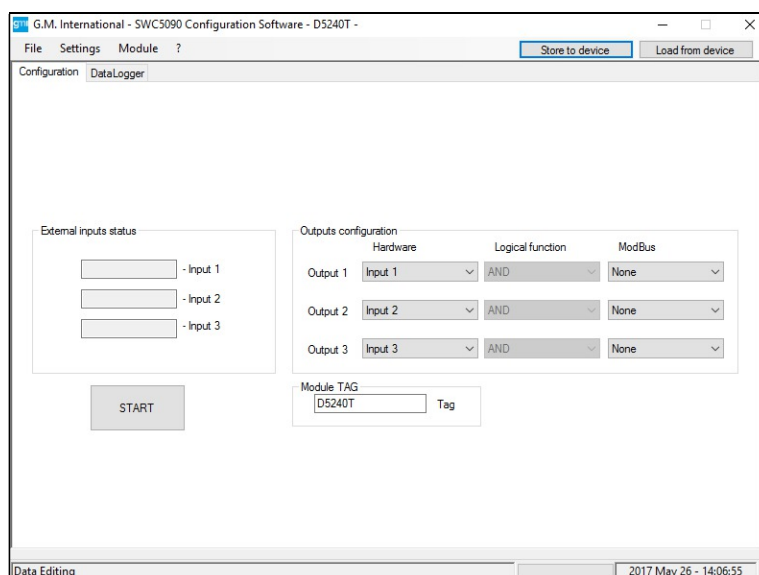 gmi G.M. International - SWC5090 Configuration Software - D5240T -
File Settings Module ? Store to device Load from device
Configuration DataLogger
External inputs status
- Input 1
- Input 2
- Input 3
Outputs configuration
Hardware Logical function ModBus
Output 1 Input 1 AND None
Output 2 Input 2 AND None
Output 3 Input 3 AND None
START
Module TAG
D5240T Tag
Data Editing 2017 May 26 - 14:06:55